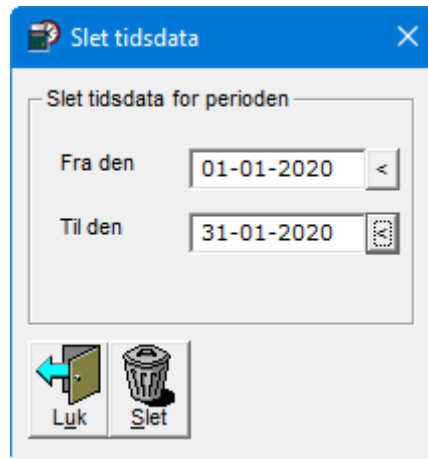 Slet tidsdata
Slet tidsdata for perioden
Fra den 01-01-2020 <
Til den 31-01-2020 <
Luk Slet